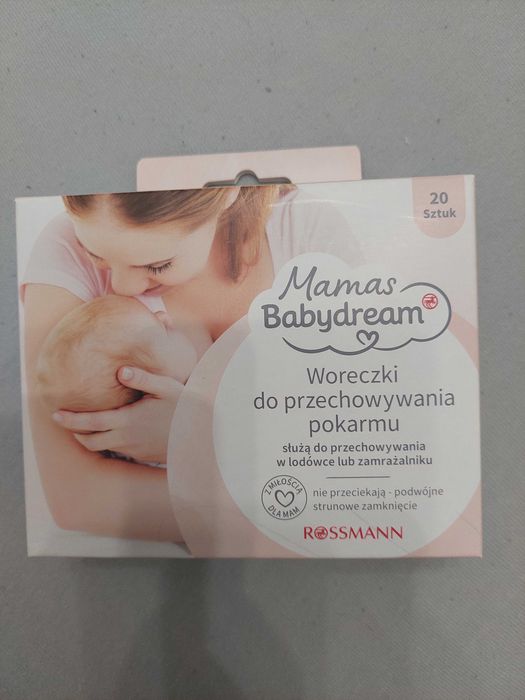 20
Sztuk
Mamas
Babydream
Woreczki
do przechowywania
pokarmu
służą do przechowywania
w lodówce lub zamrażalniku
Z MIŁOŚCIĄ
DLA MAM
nie przeciekają - podwójne
strunowe zamknięcie
ROSSMANN